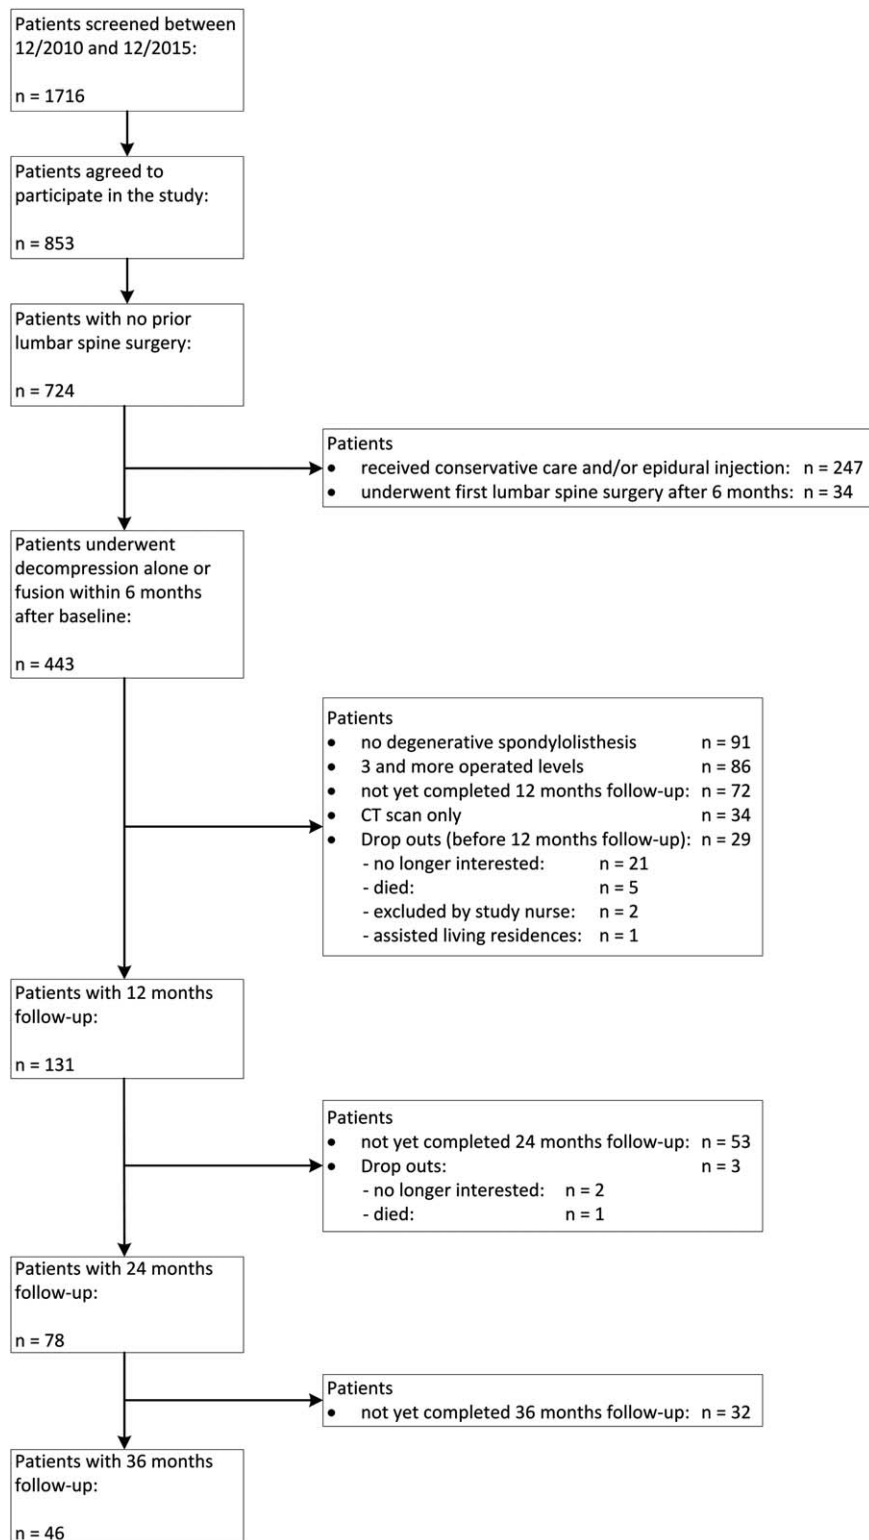 Patients screened between
12/2010 and 12/2015:
n = 1716
Patients agreed to
participate in the study:
n = 853
Patients with no prior
lumbar spine surgery:
n = 724
Patients
• received conservative care and/or epidural injection: n = 247
• underwent first lumbar spine surgery after 6 months: n = 34
Patients underwent
decompression alone or
fusion within 6 months
after baseline:
n = 443
Patients
• no degenerative spondylolisthesis n = 91
• 3 and more operated levels n = 86
• not yet completed 12 months follow-up: n = 72
• CT scan only n = 34
• Drop outs (before 12 months follow-up): n = 29
- no longer interested: n = 21
- died: n = 5
- excluded by study nurse: n = 2
- assisted living residences: n = 1
Patients with 12 months
follow-up:
n = 131
Patients
• not yet completed 24 months follow-up: n = 53
• Drop outs: n = 3
- no longer interested: n = 2
- died: n = 1
Patients with 24 months
follow-up:
n = 78
Patients
• not yet completed 36 months follow-up: n = 32
Patients with 36 months
follow-up:
n = 46